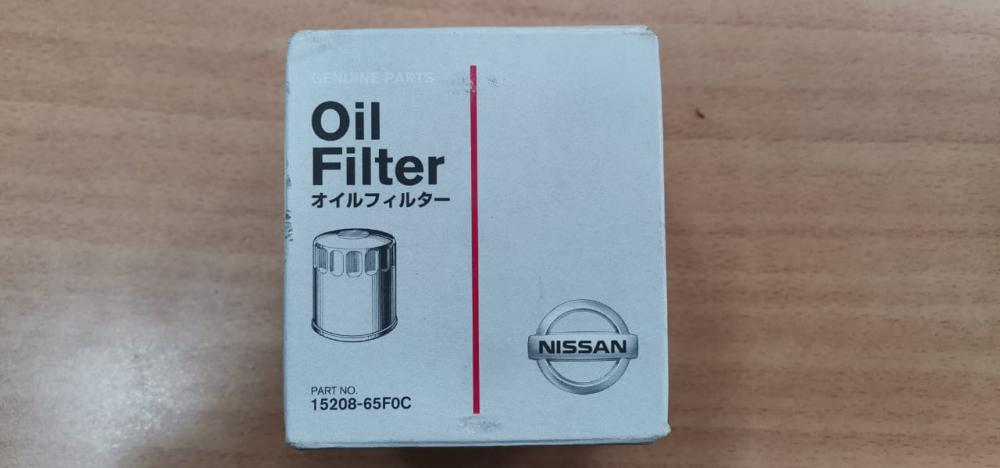 GENUINE PARTS
Oil
Filter
オイルフィルター
NISSAN
PART NO.
15208-65F0C